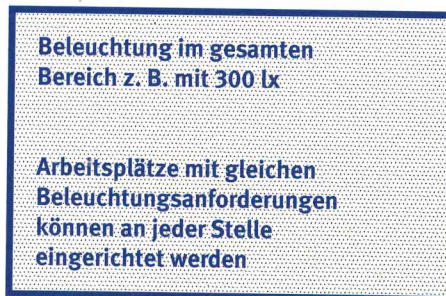 Beleuchtung im gesamten
Bereich z. B. mit 300 lx
Arbeitsplätze mit gleichen
Beleuchtungsanforderungen
können an jeder Stelle
eingerichtet werden